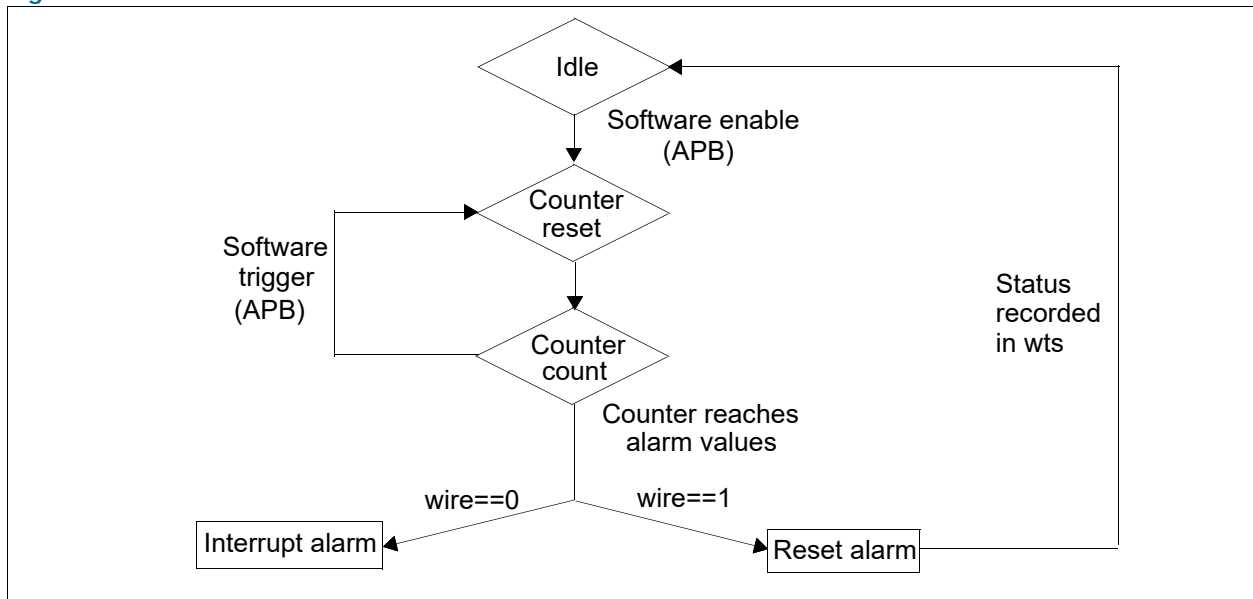 Idle
Software enable
(APB)
Counter
reset
Software
trigger
(APB)
Counter
count
Status
recorded
in wts
Counter reaches
alarm values
wire==0
wire==1
Interrupt alarm
Reset alarm